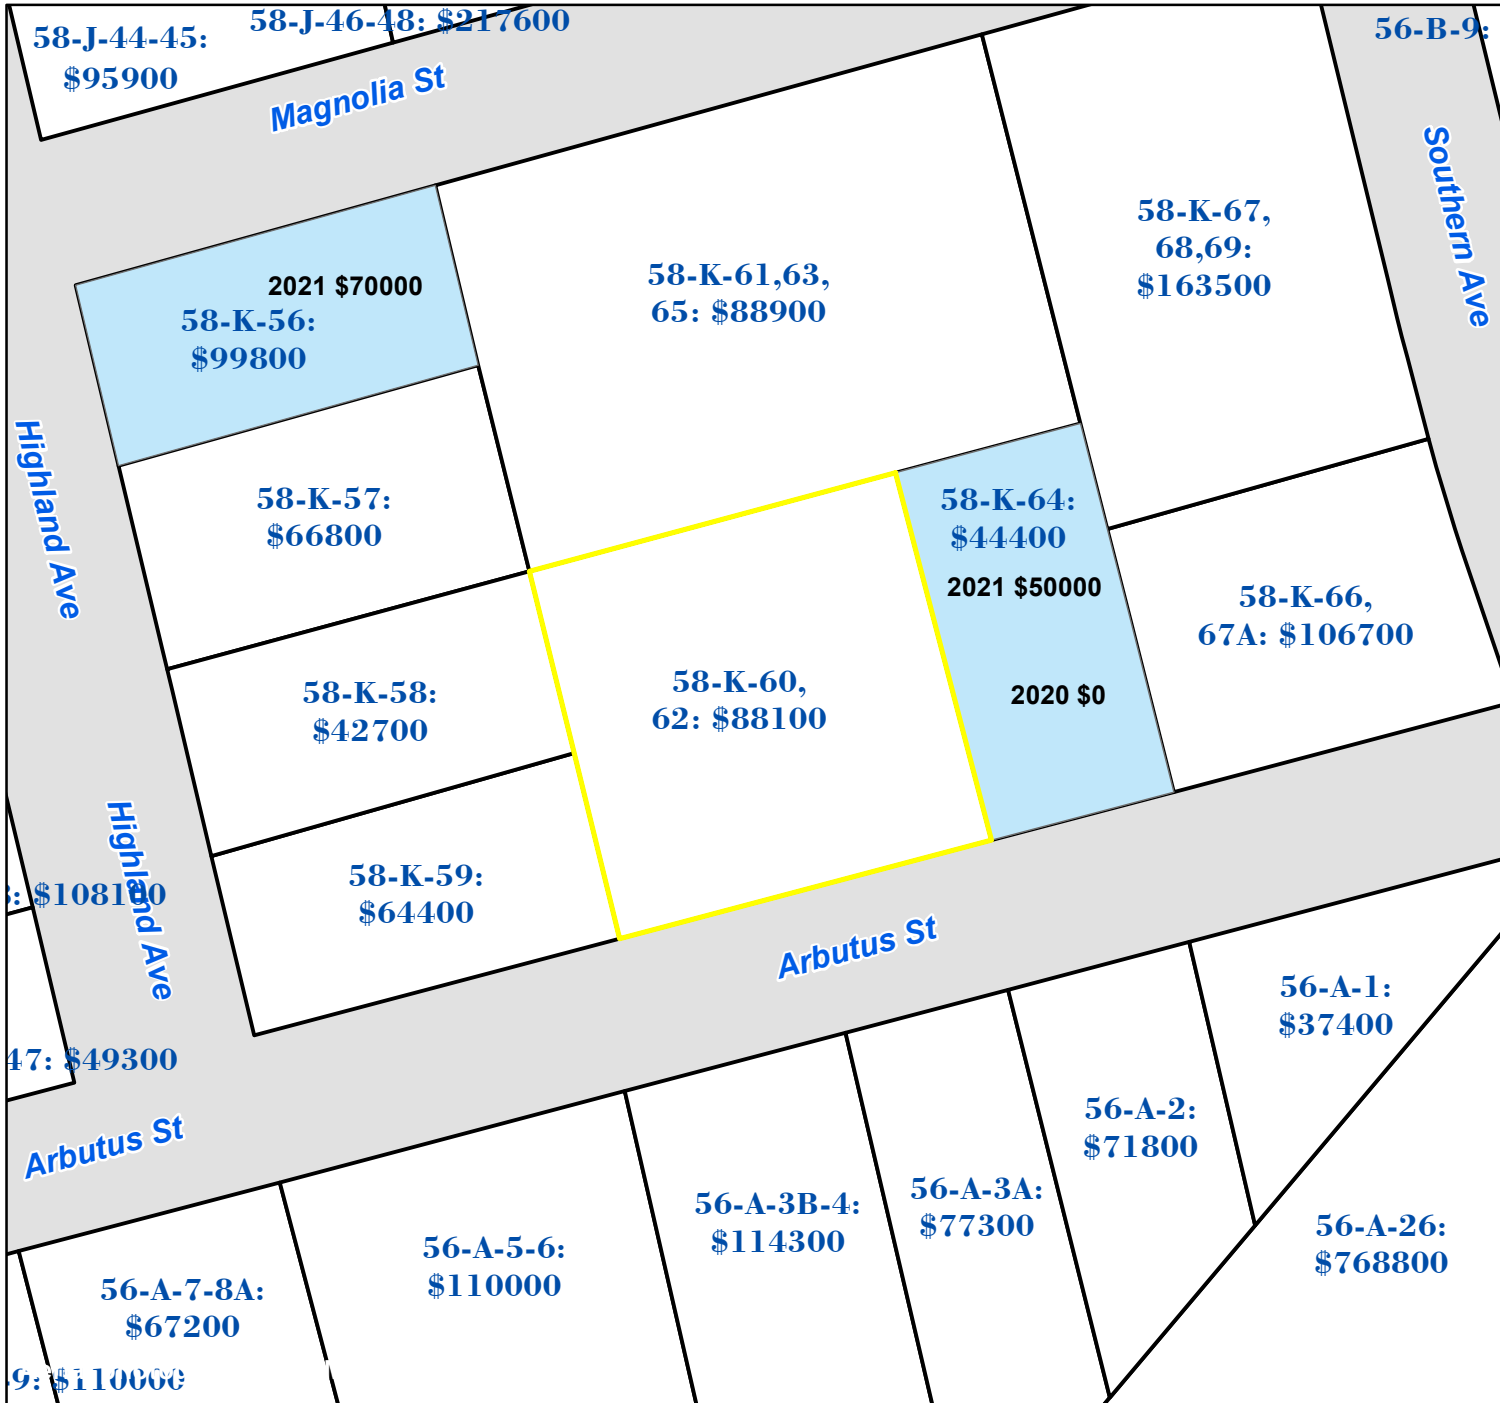 58-J-44-45:
$95900
58-J-46-48: $217600
56-B-9:
Magnolia St
Southern Ave
2021 $70000
58-K-56:
$99800
58-K-61,63,
65: $88900
58-K-67,
68,69:
$163500
Highland Ave
58-K-57:
$66800
58-K-64:
$44400
2021 $50000
2020 $0
58-K-66,
67A: $106700
58-K-58:
$42700
58-K-60,
62: $88100
Highland Ave
58-K-59:
$64400
: $108100
Arbutus St
47: $49300
56-A-1:
$37400
Arbutus St
56-A-2:
$71800
56-A-3B-4:
$114300
56-A-3A:
$77300
56-A-5-6:
$110000
56-A-26:
$768800
56-A-7-8A:
$67200
-9: $110000